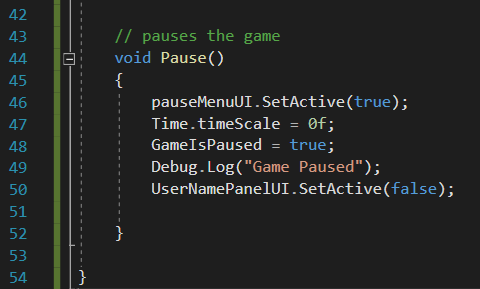 42
43 // pauses the game
44 void Pause()
45 {
46 pauseMenuUI.SetActive(true);
47 Time.timeScale = 0f;
48 GameIsPaused = true;
49 Debug.Log("Game Paused");
50 UserNamePanelUI.SetActive(false);
51
52 }
53
54 }